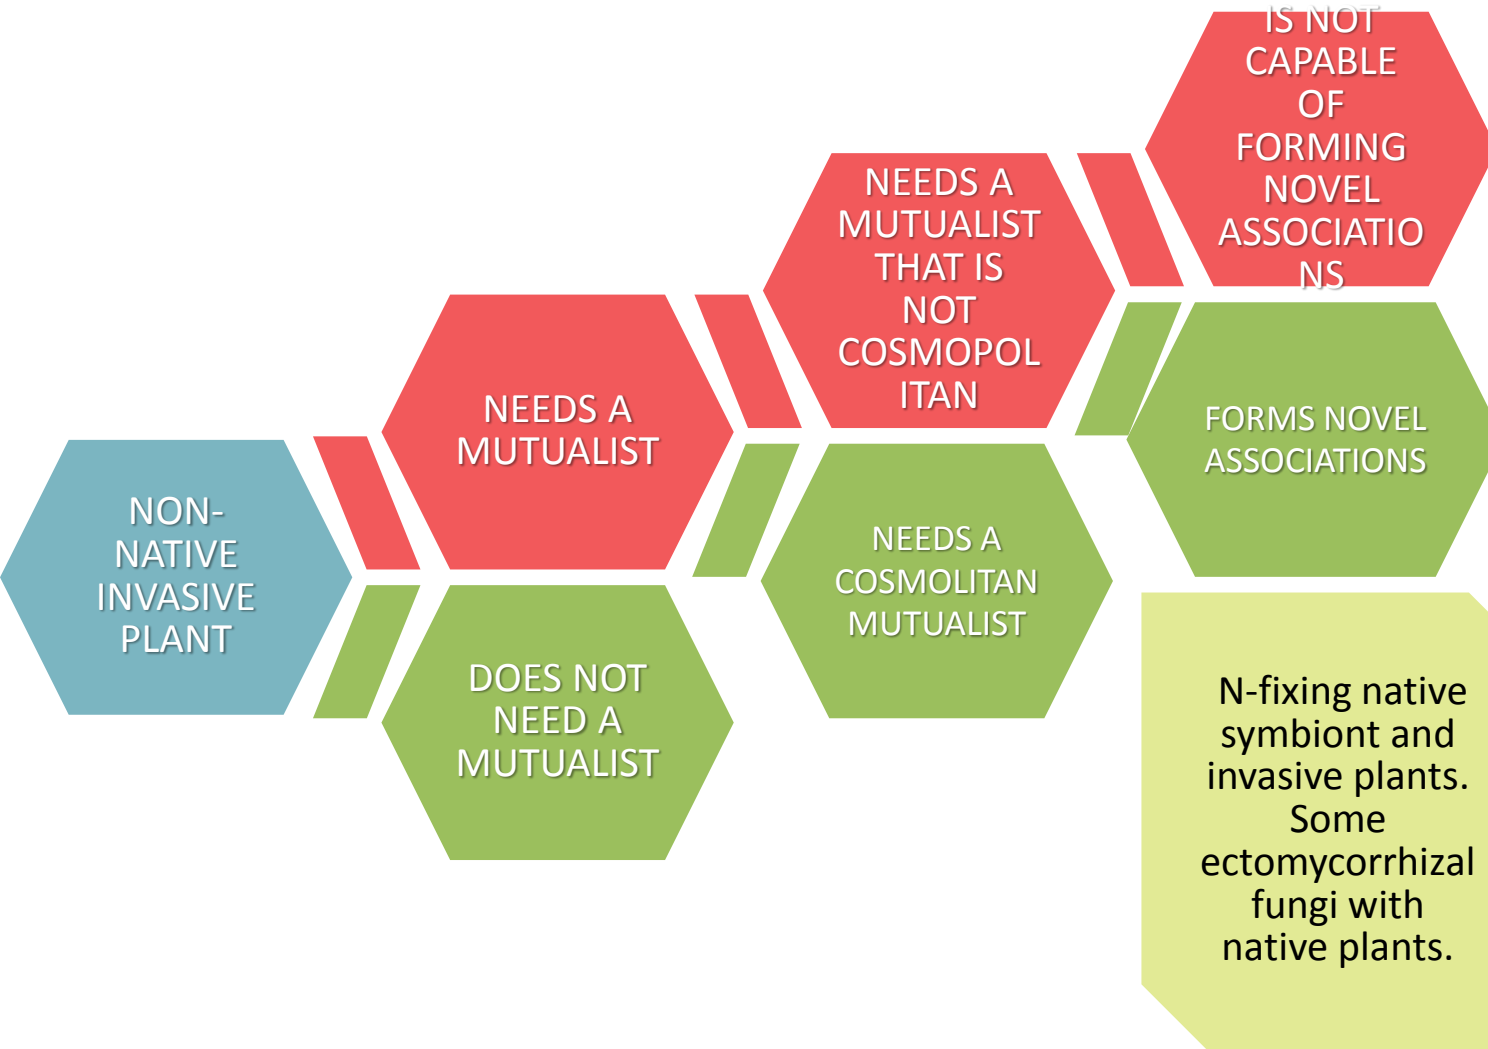 NON-
NATIVE
INVASIVE
PLANT
NEEDS A
MUTUALIST
DOES NOT
NEED A
MUTUALIST
NEEDS A
MUTUALIST
THAT IS
NOT
COSMOPOL
ITAN
NEEDS A
COSMOLITAN
MUTUALIST
IS NOT
CAPABLE
OF
FORMING
NOVEL
ASSOCIATIO
NS
FORMS NOVEL
ASSOCIATIONS
N-fixing native
symbiont and
invasive plants.
Some
ectomycorrhizal
fungi with
native plants.